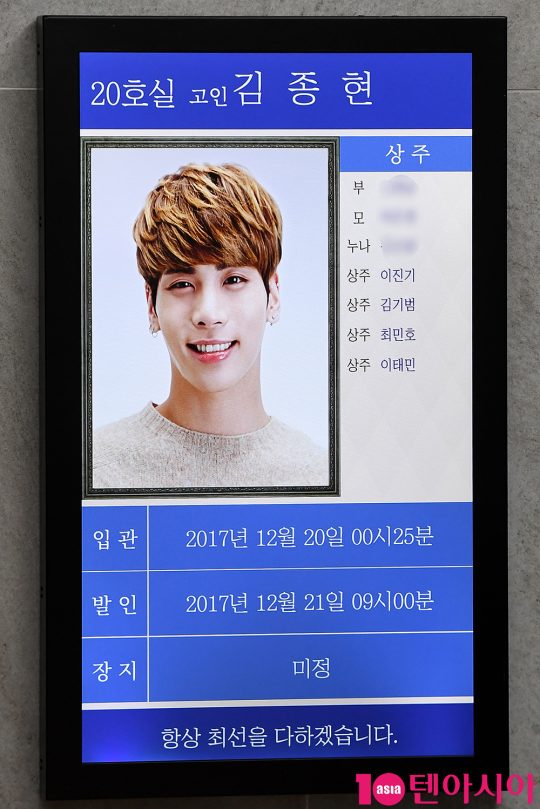 20호실 고인 김 종 현
상 주
부
모
누나
상주 이진기
상주 김기범
상주 최민호
상주 이태민
입 관 2017년 12월 20일 00시25분
발 인 2017년 12월 21일 09시00분
장 지 미정
항상 최선을 다하겠습니다.
10 asia 텐아시아